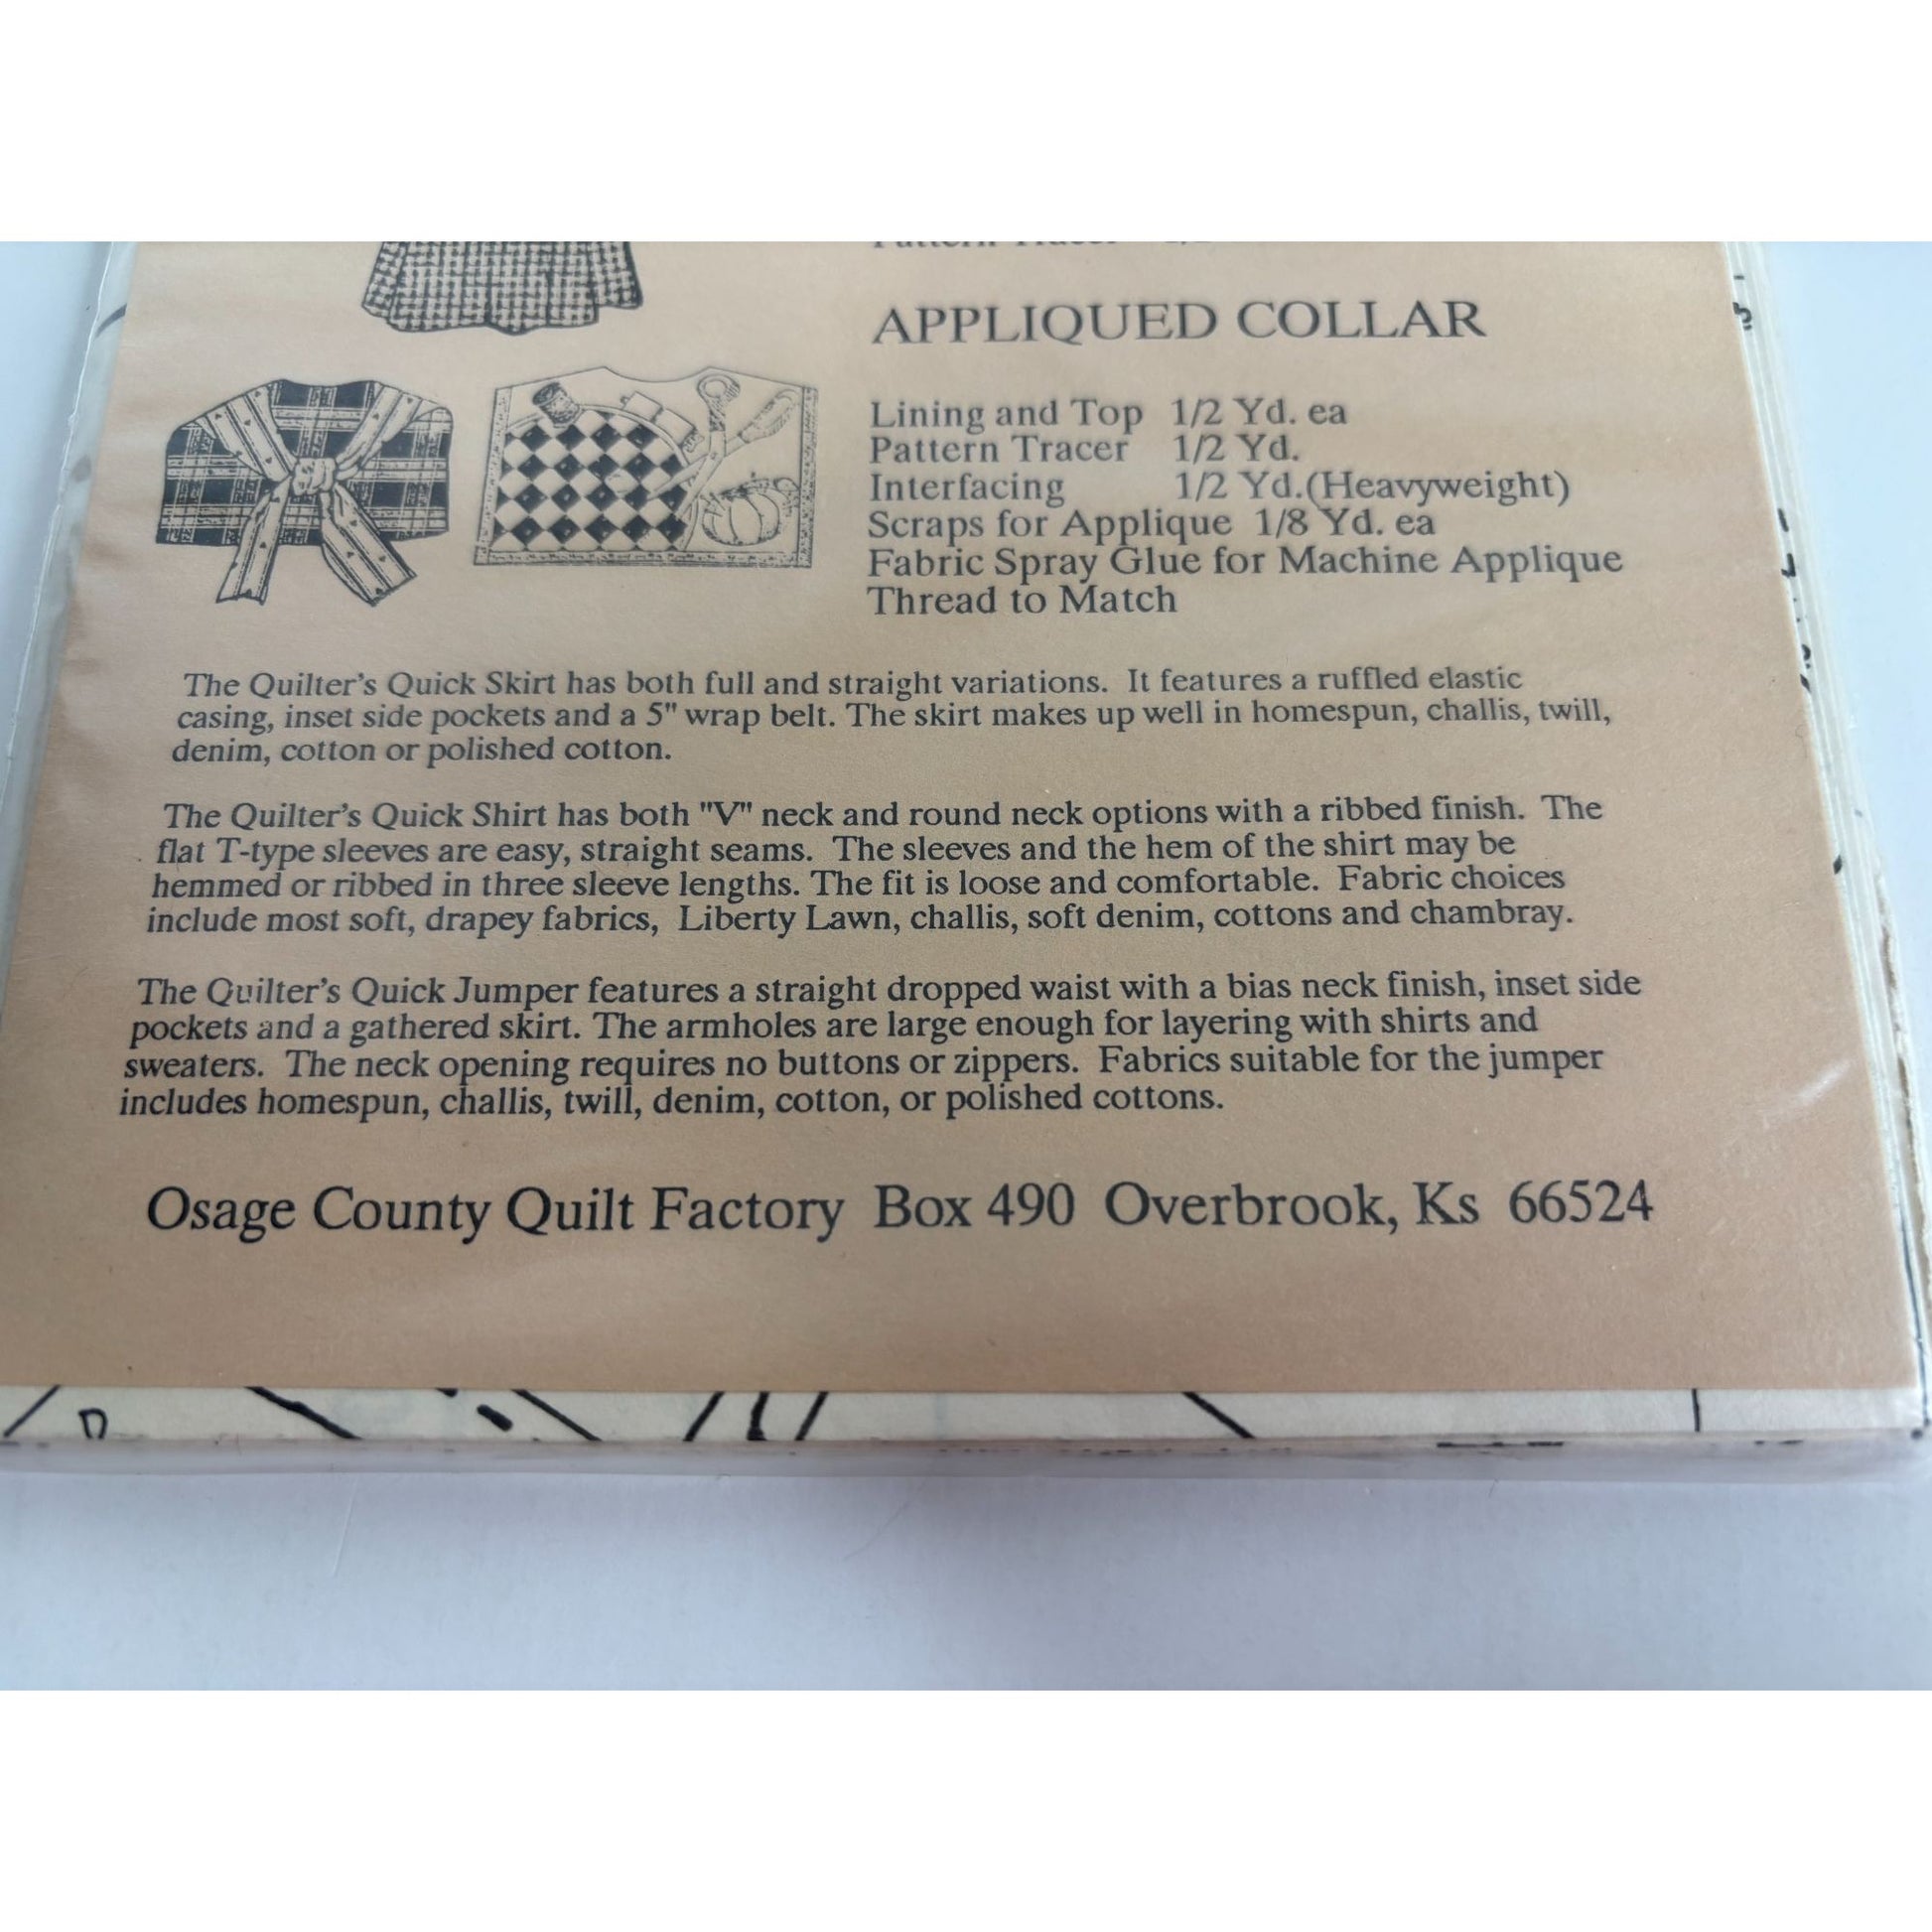 APPLIQUED COLLAR
Lining and Top 1/2 Yd. ea
Pattern Tracer 1/2 Yd.
Interfacing 1/2 Yd.(Heavyweight)
Scraps for Applique 1/8 Yd. ea
Fabric Spray Glue for Machine Applique
Thread to Match
The Quilter's Quick Skirt has both full and straight variations. It features a ruffled elastic
casing, inset side pockets and a 5" wrap belt. The skirt makes up well in homespun, challis, twill,
denim, cotton or polished cotton.
The Quilter's Quick Shirt has both "V" neck and round neck options with a ribbed finish. The
flat T-type sleeves are easy, straight seams. The sleeves and the hem of the shirt may be
hemmed or ribbed in three sleeve lengths. The fit is loose and comfortable. Fabric choices
include most soft, drapey fabrics, Liberty Lawn, challis, soft denim, cottons and chambray.
The Quilter's Quick Jumper features a straight dropped waist with a bias neck finish, inset side
pockets and a gathered skirt. The armholes are large enough for layering with shirts and
sweaters. The neck opening requires no buttons or zippers. Fabrics suitable for the jumper
includes homespun, challis, twill, denim, cotton, or polished cottons.
Osage County Quilt Factory Box 490 Overbrook, Ks 66524